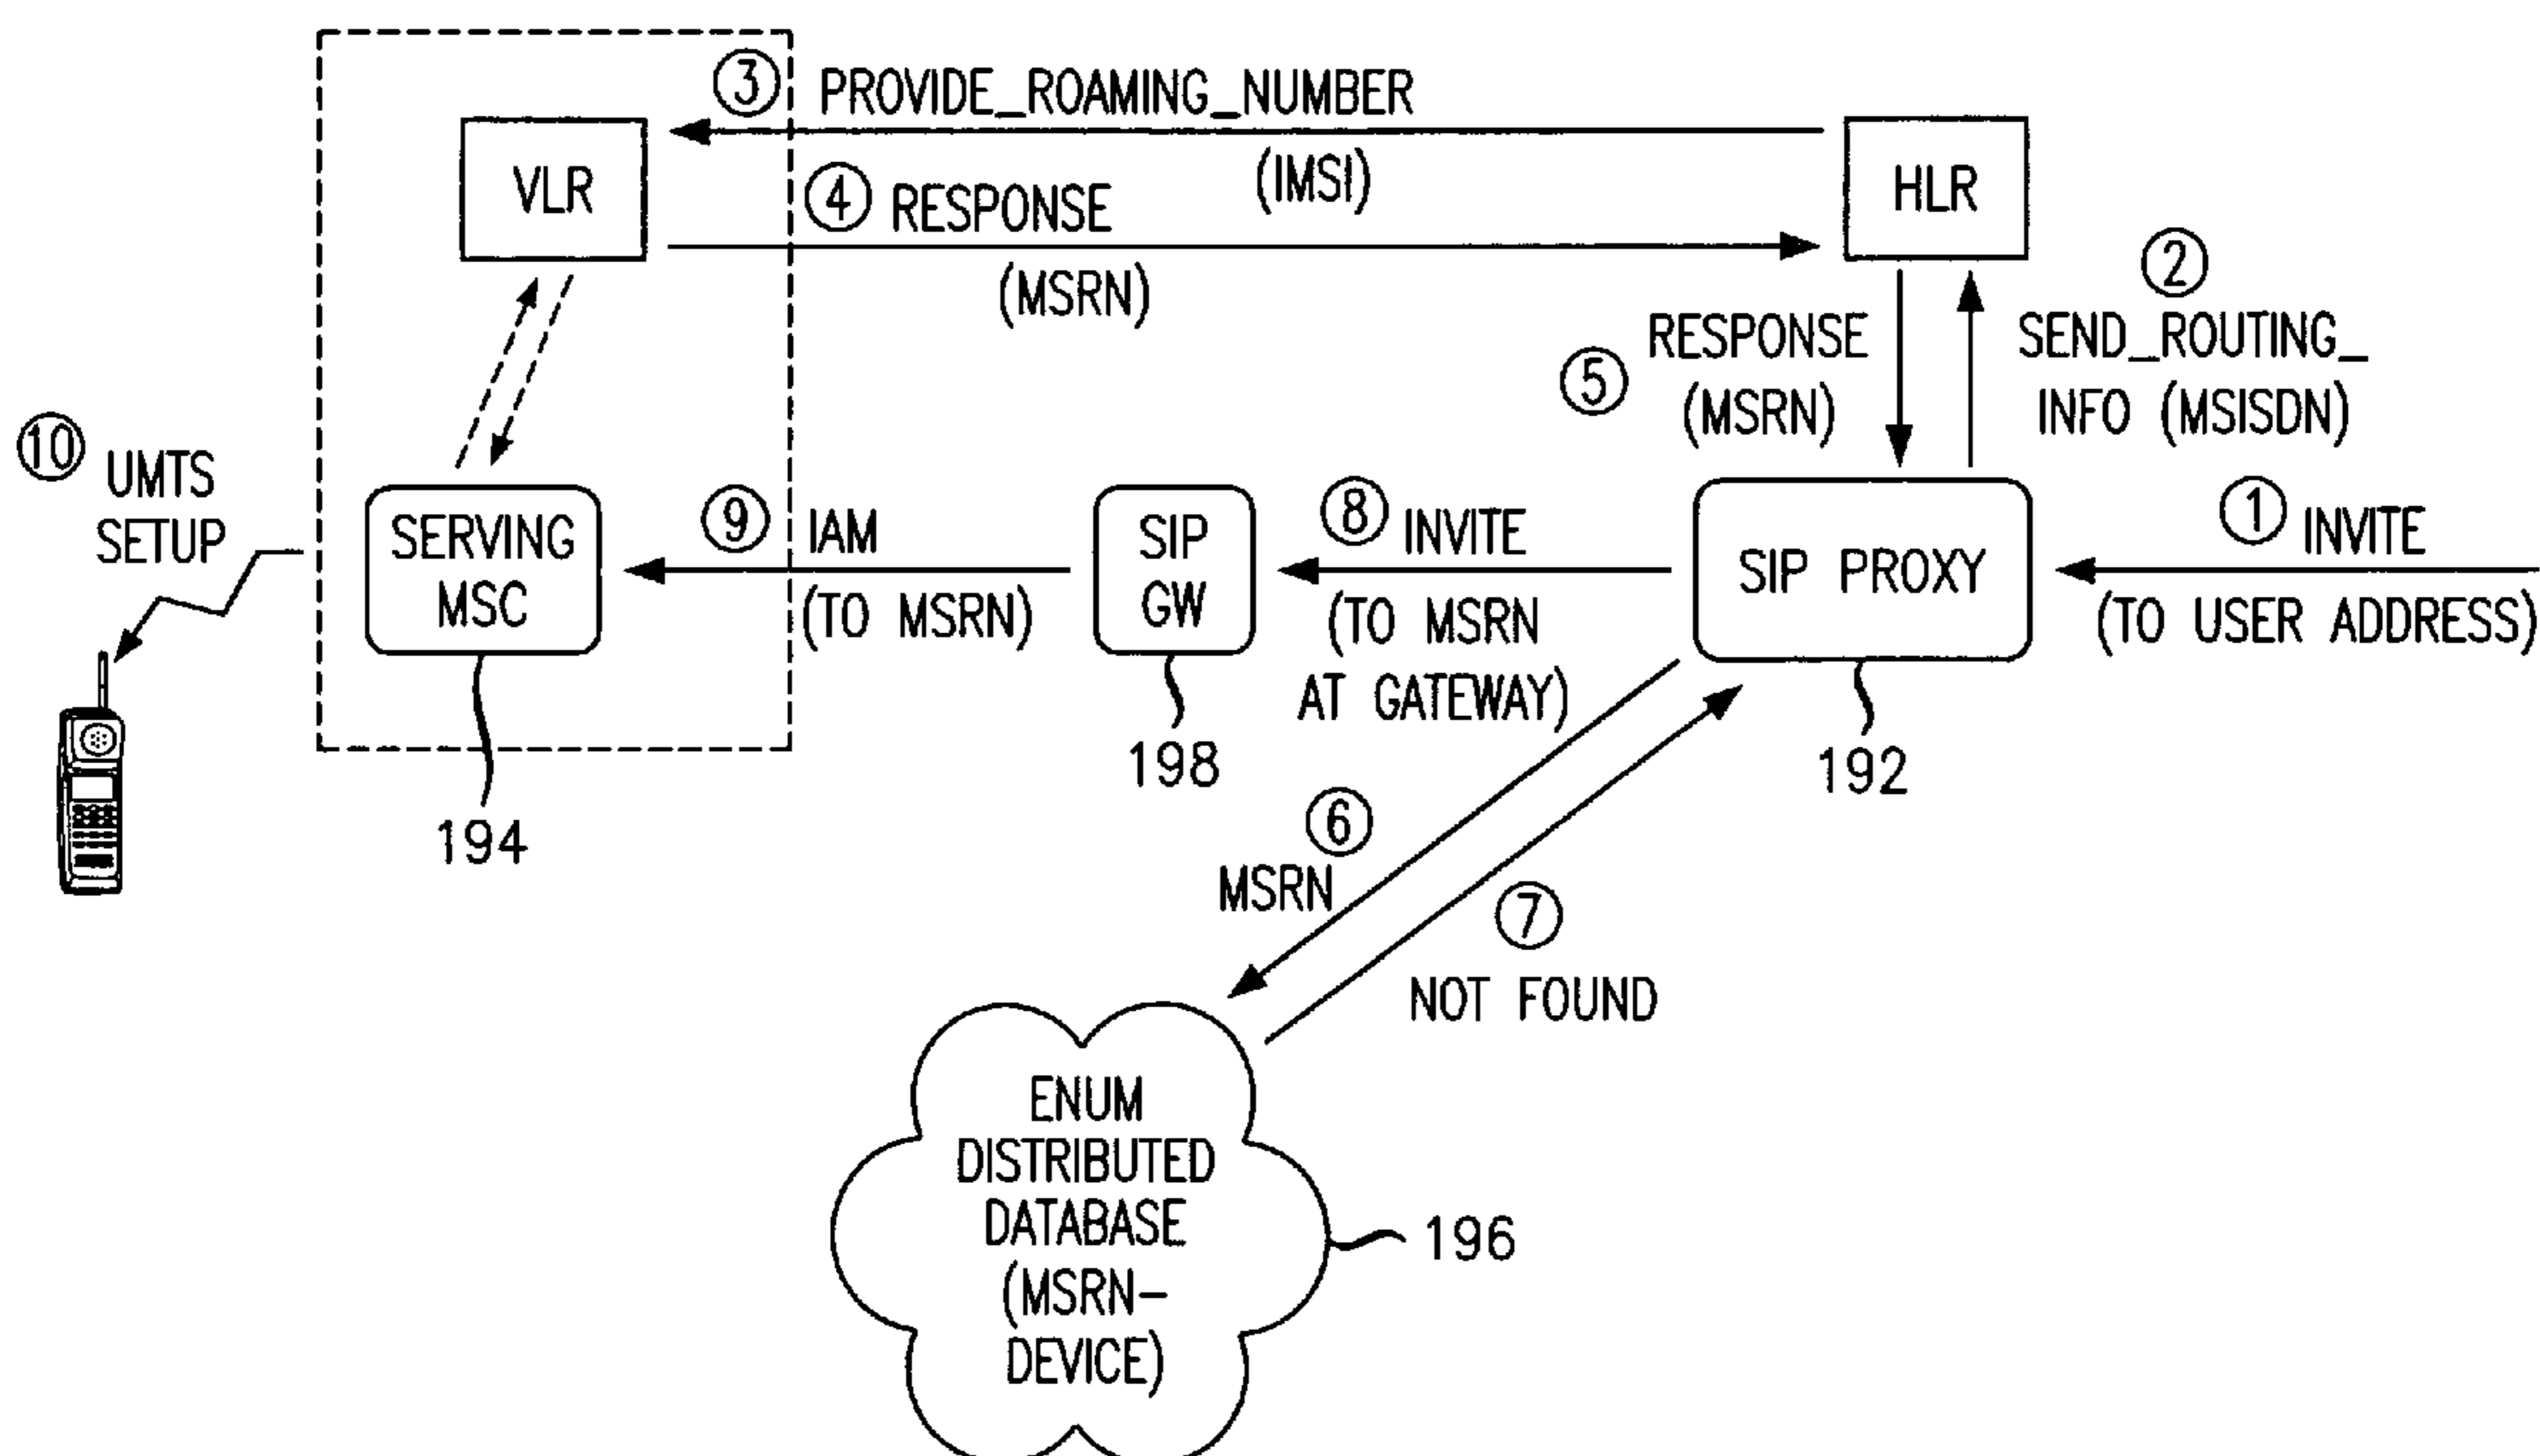 ③ PROVIDE_ROAMING_NUMBER
(IMSI)
VLR
HLR
④ RESPONSE
(MSRN)
②
SEND_ROUTING_
INFO (MSISDN)
⑤ RESPONSE
(MSRN)
⑩ UMTS
SETUP
SERVING
MSC
⑨ IAM
(TO MSRN)
SIP
GW
⑧ INVITE
(TO MSRN
AT GATEWAY)
SIP PROXY
① INVITE
(TO USER ADDRESS)
194
198
192
⑥
MSRN
⑦
NOT FOUND
ENUM
DISTRIBUTED
DATABASE
(MSRN–
DEVICE)
196